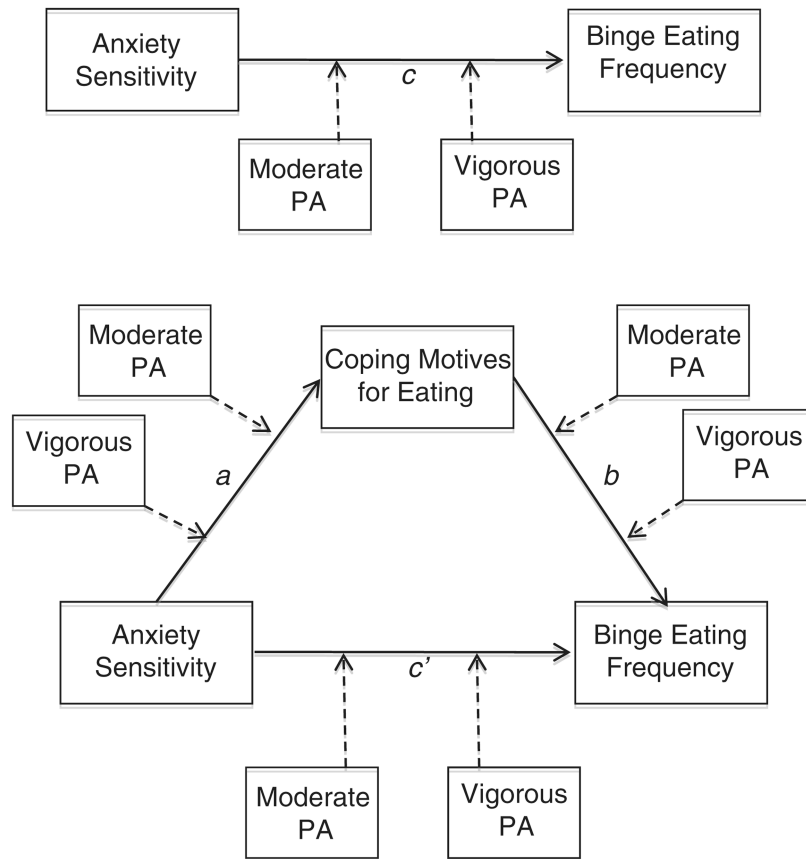 Anxiety
Sensitivity
Binge Eating
Frequency
c
Moderate
PA
Vigorous
PA
Moderate
PA
Coping Motives
for Eating
Moderate
PA
Vigorous
PA
Vigorous
PA
a
b
Anxiety
Sensitivity
Binge Eating
Frequency
c'
Moderate
PA
Vigorous
PA